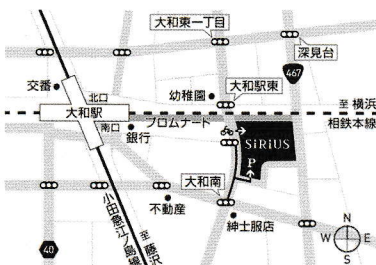 大和東一丁目
深見台
467
交番
幼稚園
大和駅東
至 横浜
北口
大和駅
相鉄本線
南口
プロムナード
銀行
SiRiUS
P
大和南
不動産
小田急江ノ島線
至 藤沢
紳士服店
40
N
W
E
S